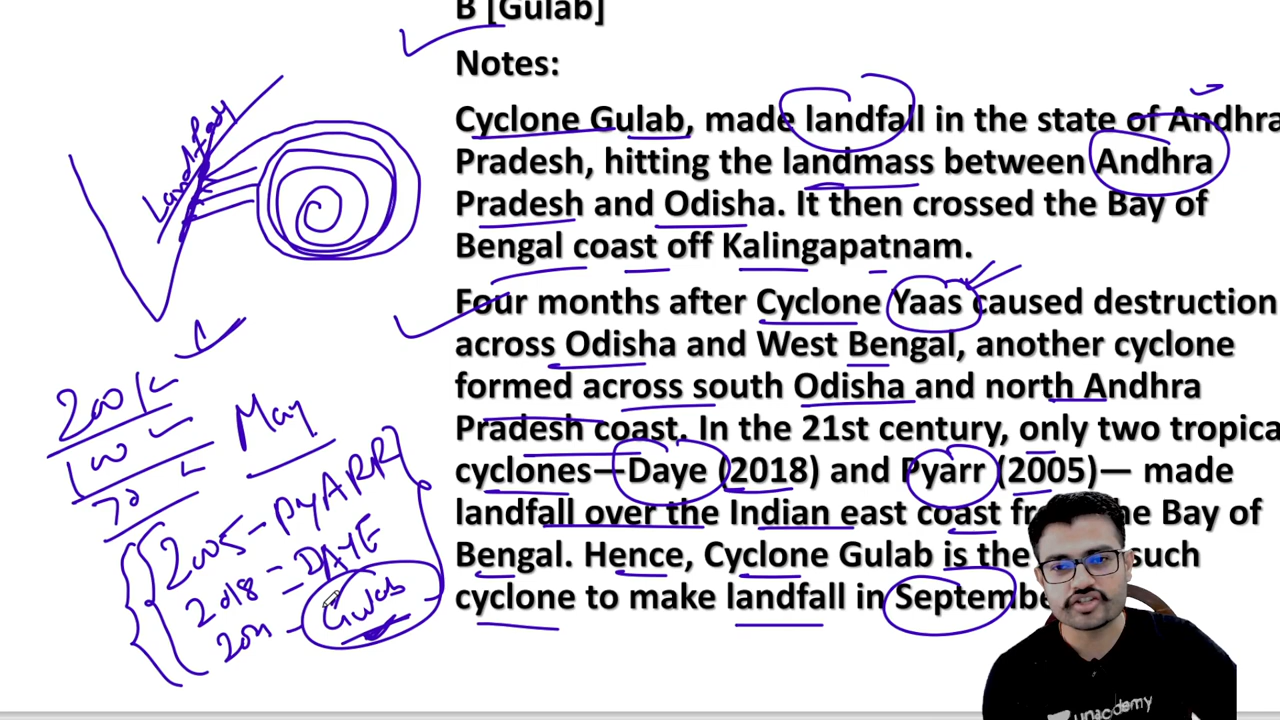 B [Gulab]
Notes:
Cyclone Gulab, made landfall in the state of Andhra
Pradesh, hitting the landmass between Andhra
Pradesh and Odisha. It then crossed the Bay of
Bengal coast off Kalingapatnam.
Four months after Cyclone Yaas caused destruction
across Odisha and West Bengal, another cyclone
formed across south Odisha and north Andhra
Pradesh coast. In the 21st century, only two tropica
cyclones—Daye (2018) and Pyarr (2005)— made
landfall over the Indian east coast the Bay of
Bengal. Hence, Cyclone Gulab is the such
cyclone to make landfall in Septembe
200K
100
70
May
2005 - PYARR
2018 = DAYE
Gulab
unacademy